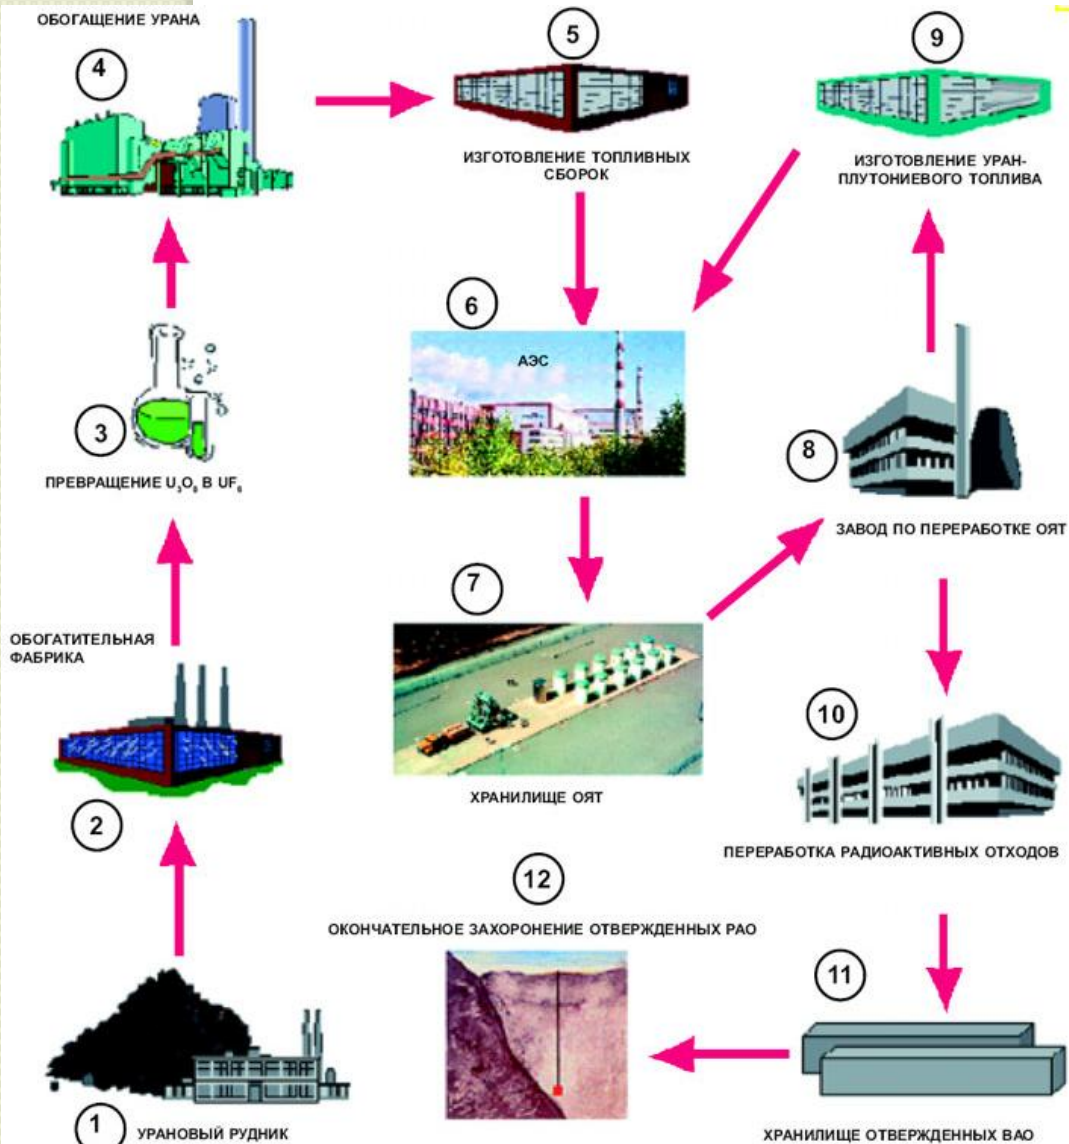 ОБОГАЩЕНИЕ УРАНА
4
5
ИЗГОТОВЛЕНИЕ ТОПЛИВНЫХ
СБОРОК
9
ИЗГОТОВЛЕНИЕ УРАН-
ПЛУТОНИЕВОГО ТОПЛИВА
3
ПРЕВРАЩЕНИЕ U₃O₈ В UF₆
6
АЭС
8
ЗАВОД ПО ПЕРЕРАБОТКЕ ОЯТ
ОБОГАТИТЕЛЬНАЯ
ФАБРИКА
2
7
ХРАНИЛИЩЕ ОЯТ
10
ПЕРЕРАБОТКА РАДИОАКТИВНЫХ ОТХОДОВ
12
ОКОНЧАТЕЛЬНОЕ ЗАХОРОНЕНИЕ ОТВЕРЖДЕННЫХ РАО
1
УРАНОВЫЙ РУДНИК
11
ХРАНИЛИЩЕ ОТВЕРЖДЕННЫХ ВАО